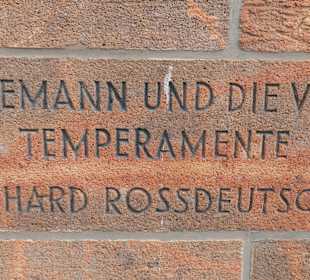 EMANN UND DIE V
TEMPERAMENTE
HARD ROSSDEUTSC